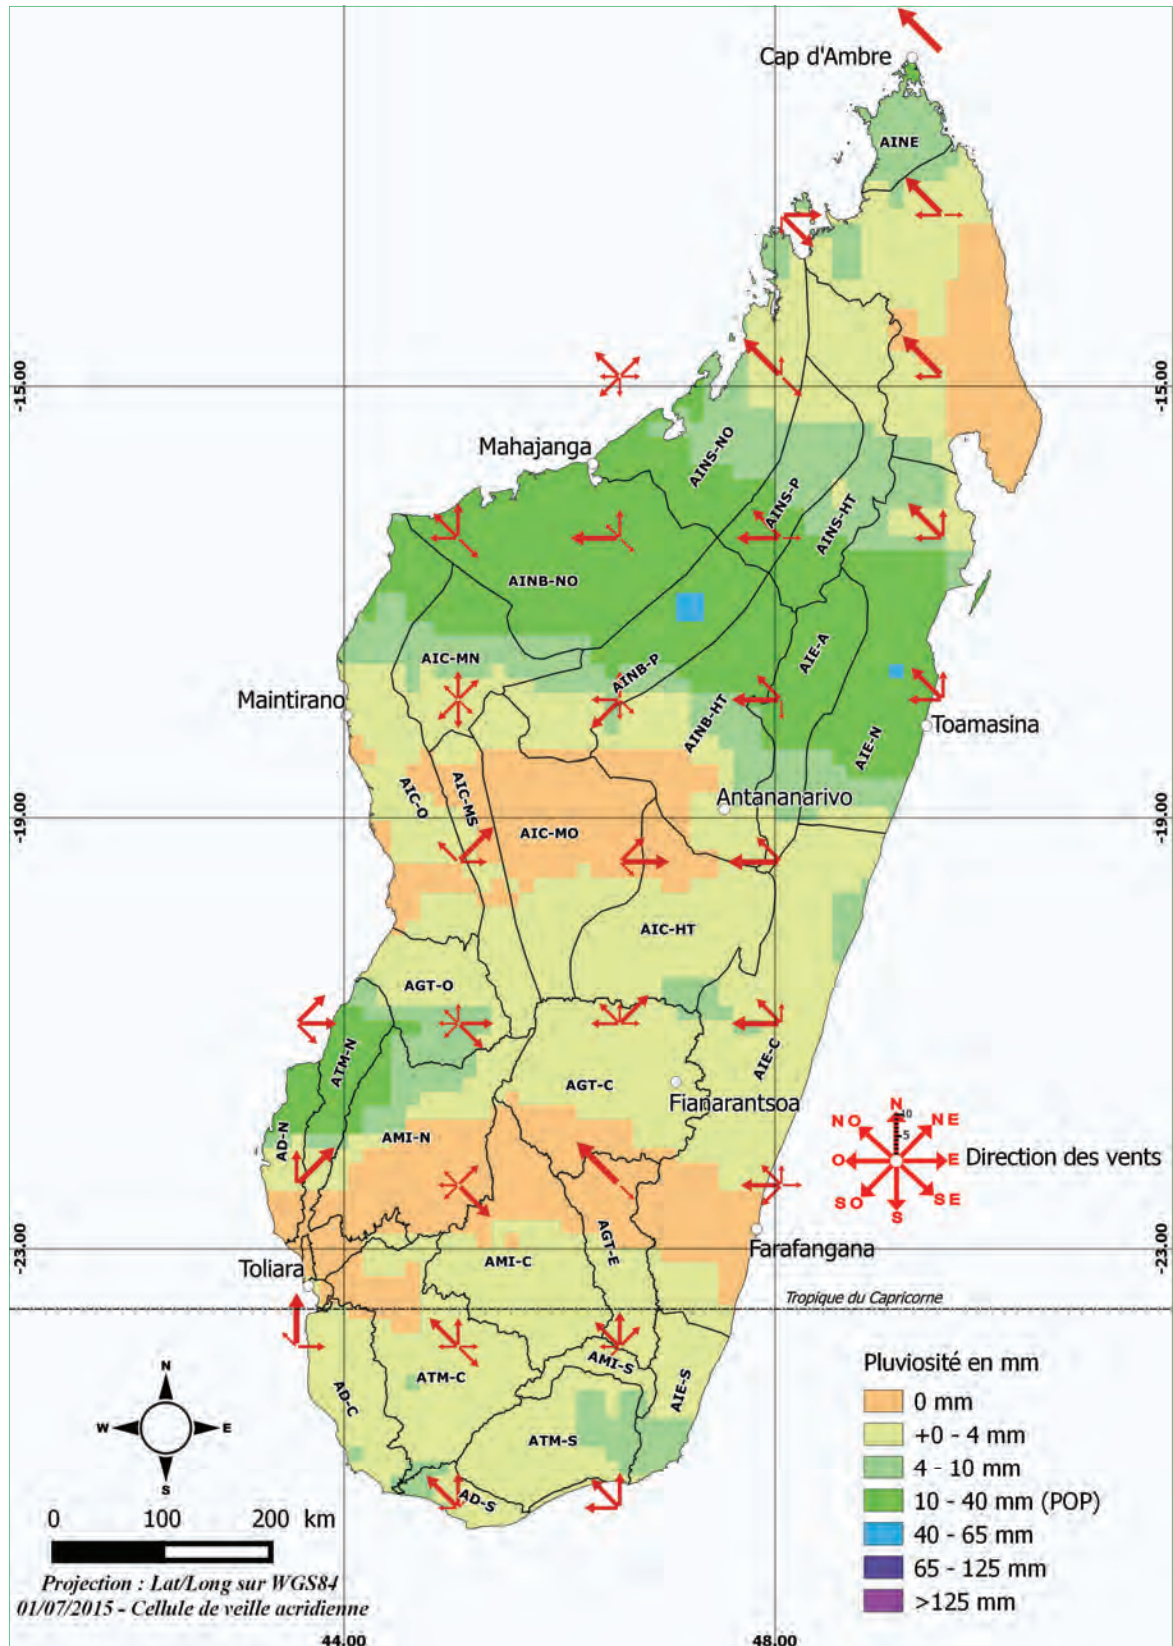 Cap d'Ambre
AINE
-15.00
-15.00
Mahajanga
AINS-NO
AINS-P
AINS-HT
AINB-NO
AIE-A
AIC-MN
AINB-P
AINB-HT
Maintirano
AIE-N
Toamasina
AIC-O
AIC-MS
Antananarivo
-19.00
-19.00
AIC-MO
AIC-HT
AGT-O
ATM-N
AIE-C
AGT-C
Fianarantsoa
AD-N
AMI-N
N
NO
NE
10
5
O
E
Direction des vents
SO
SE
S
AGT-E
Farafangana
-23.00
-23.00
AMI-C
Toliara
Tropique du Capricorne
AMI-S
ATM-C
AD-C
AIE-S
ATM-S
AD-S
N
W
E
S
Pluviosité en mm
0 mm
+0 - 4 mm
4 - 10 mm
10 - 40 mm (POP)
40 - 65 mm
65 - 125 mm
>125 mm
0 100 200 km
Projection : Lat/Long sur WGS84
01/07/2015 - Cellule de veille acridienne
44.00
48.00